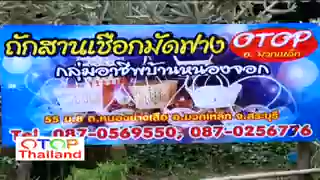 ถักสานเชือกมัดฟาง
OTOP
อ. มวกเหล็ก
กลุ่มอาชีพบ้านหนองจอก
55 ม.8 ต.หนองย่างเสือ อ.มวกเหล็ก จ.สระบุรี
Tel. 087-0569550, 087-0256776
OTOP
Thailand